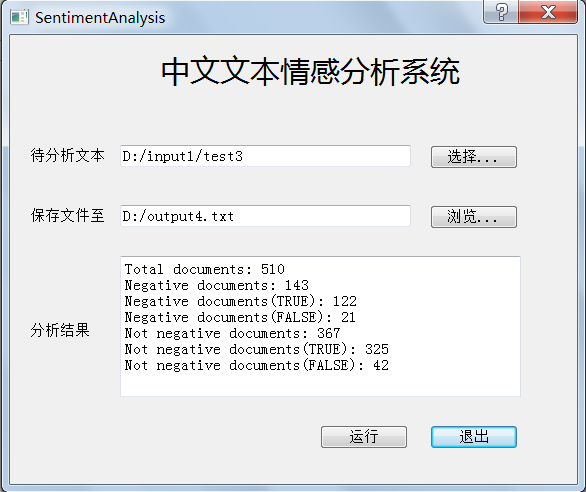 SentimentAnalysis
中文文本情感分析系统
待分析文本 D:/input1/test3 选择...
保存文件至 D:/output4.txt 浏览...
分析结果
Total documents: 510
Negative documents: 143
Negative documents(TRUE): 122
Negative documents(FALSE): 21
Not negative documents: 367
Not negative documents(TRUE): 325
Not negative documents(FALSE): 42
运行 退出